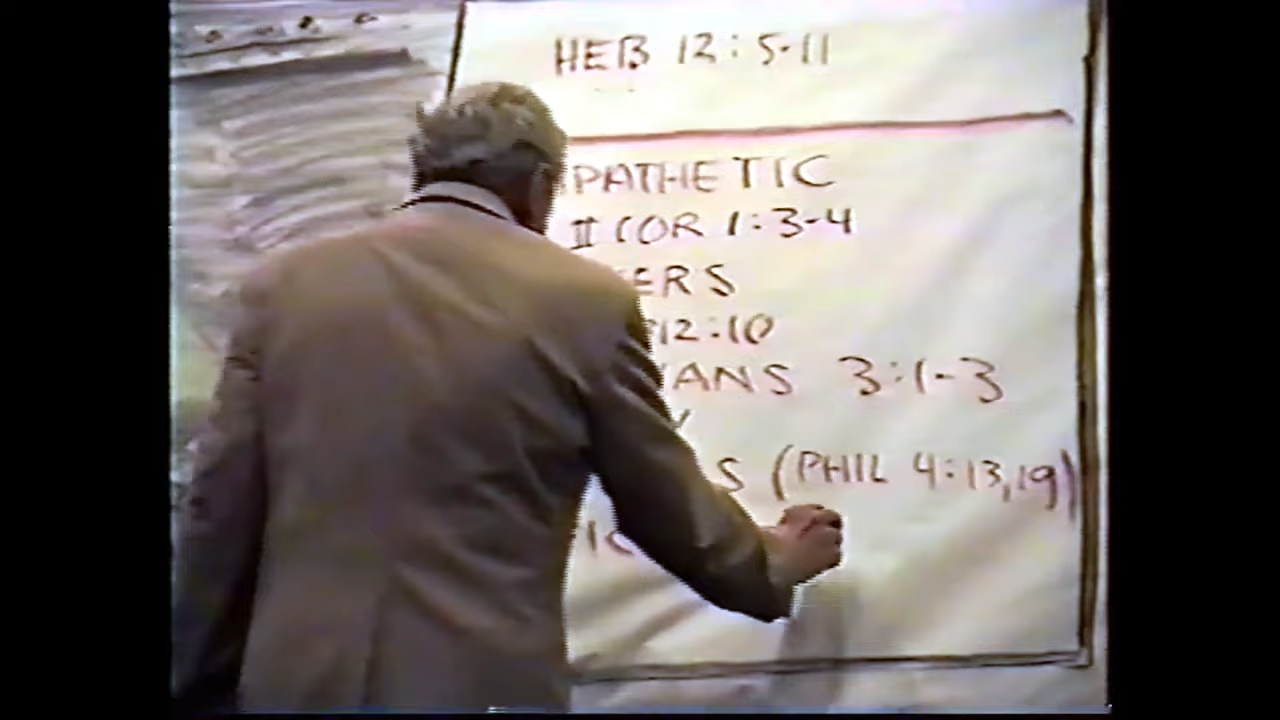 HEB 12:5-11
PATHETIC
II COR 1:3-4
ERS
12:10
ANS 3:1-3
S (PHIL 4:13,19)